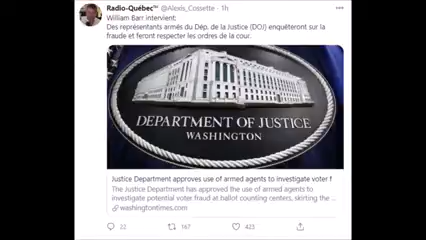 Radio-Québec™ @Alexis_Cossette · 1h
William Barr intervient:
Des représentants armés du Dép. de la Justice (DOJ) enquêteront sur la
fraude et feront respecter les ordres de la cour.
DEPARTMENT OF JUSTICE
WASHINGTON
Justice Department approves use of armed agents to investigate voter f
The Justice Department has approved the use of armed agents to
investigate potential voter fraud at ballot counting centers, skirting the ...
washingtontimes.com
22 167 423